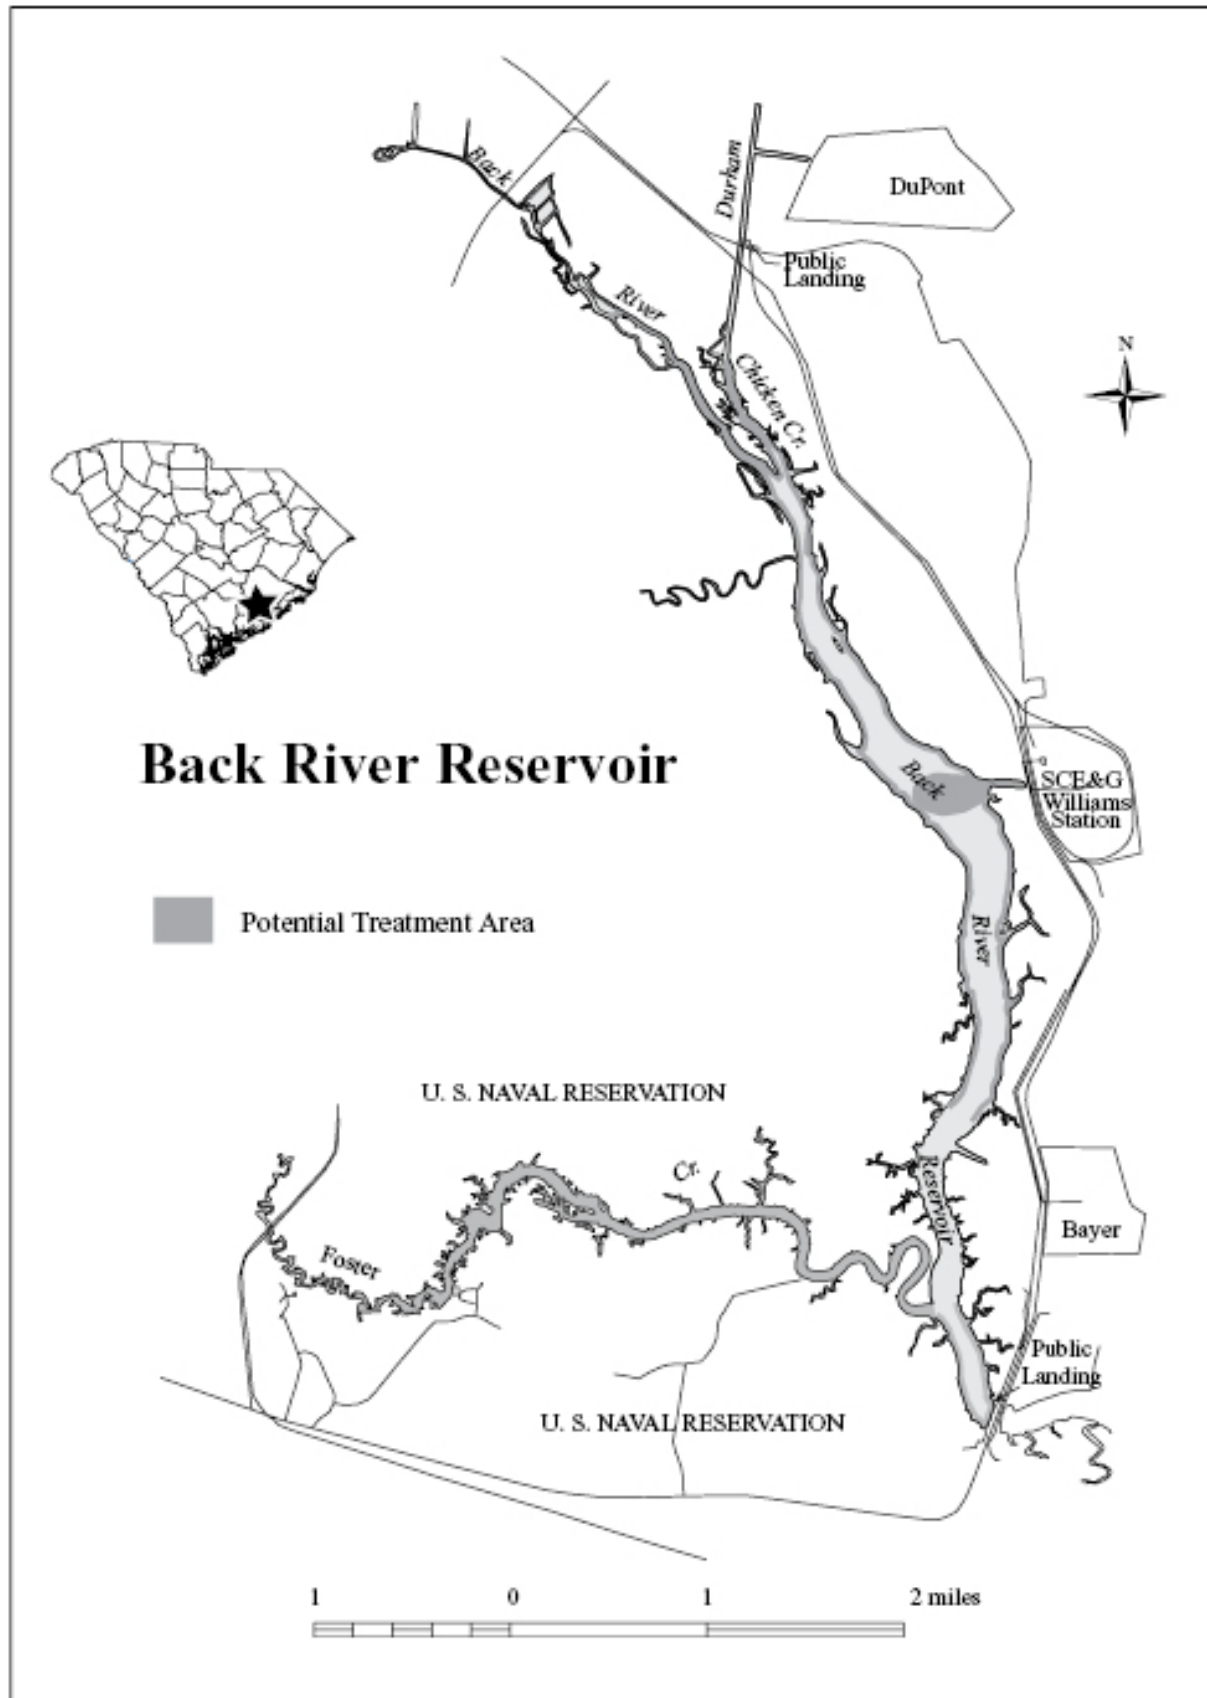 Back
Durham
DuPont
Public
Landing
River
Chicken Cr.
N
Back River Reservoir
Back
SCE&G
Williams
Station
Potential Treatment Area
River
U. S. NAVAL RESERVATION
Cr.
Reservoir
Foster
Bayer
Public
Landing
U. S. NAVAL RESERVATION
1 0 1 2 miles